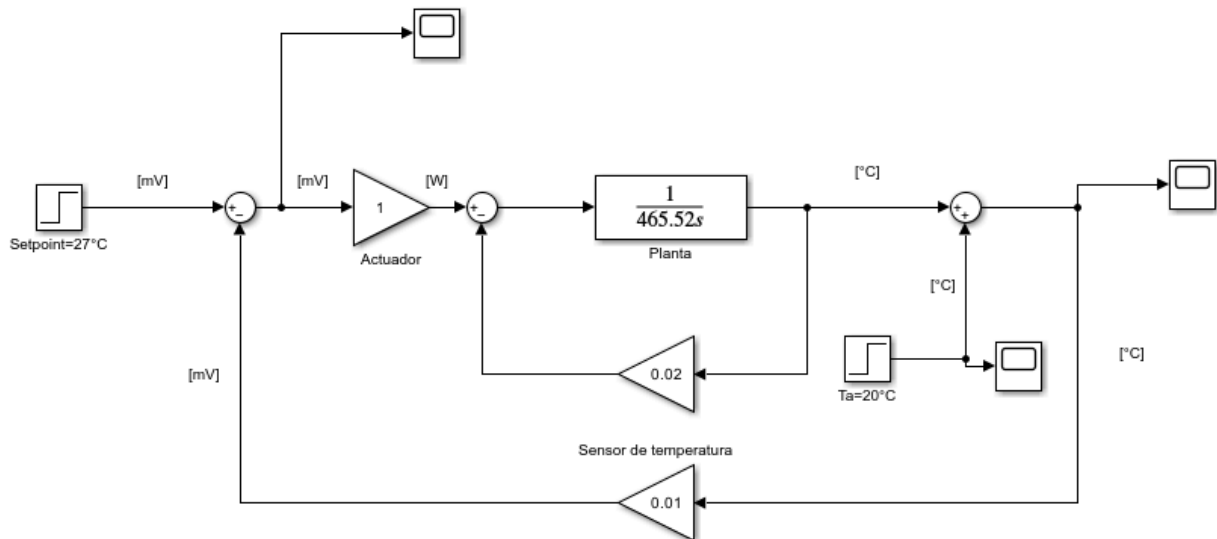 [mV]
[mV]
[W]
[°C]
+
−
1
+
−
1
465.52s
+
+
Setpoint=27°C
Actuador
Planta
[°C]
[mV]
0.02
[°C]
Ta=20°C
Sensor de temperatura
0.01